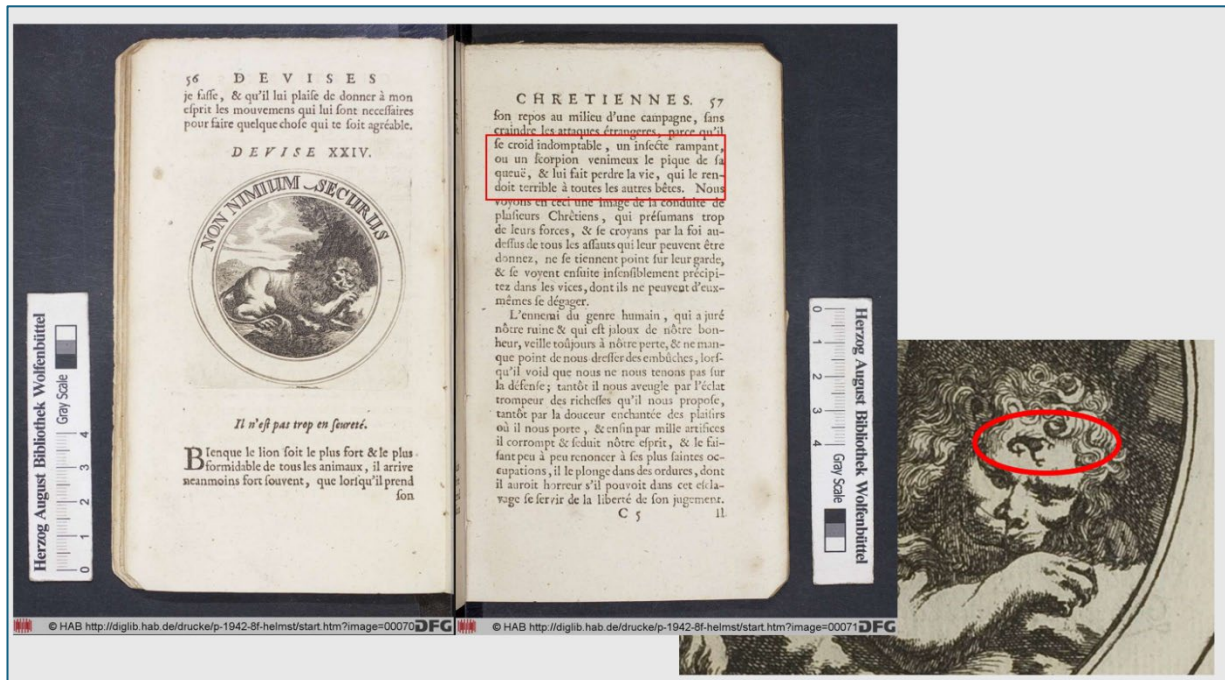 56 DEVISES
je faſſe, & qu'il lui plaiſe de donner à mon
eſprit les mouvemens qui lui ſont neceſſaires
pour faire quelque choſe qui te ſoit agréable.
DEVISE XXIV.
NON NIMIUM SECURUS
Il n'eſt pas trop en ſeureté.
Bienque le lion ſoit le plus fort & le plus
formidable de tous les animaux, il arrive
neanmoins fort ſouvent, que lorſqu'il prend
ſon
CHRETIENNES. 57
ſon repos au milieu d'une campagne, ſans
craindre les attaques étrangeres, parce qu'il
ſe croid indomptable, un inſecte rampant,
ou un ſcorpion venimeux le pique de ſa
queuë, & lui fait perdre la vie, qui le ren-
doit terrible à toutes les autres bêtes. Nous
voyons en ceci une image de la conduite de
pluſieurs Chrêtiens, qui préſumans trop
de leurs forces, & ſe croyans par la foi au-
deſſus de tous les aſſauts qui leur peuvent être
donnez, ne ſe tiennent point ſur leur garde,
& ſe voyent enſuite inſenſiblement précipi-
tez dans les vices, dont ils ne peuvent d'eux-
mêmes ſe dégager.
L'ennemi du genre humain, qui a juré
nôtre ruine & qui eſt jaloux de nôtre bon-
heur, veille toûjours à nôtre perte, & ne man-
que point de nous dreſſer des embûches, lorſ-
qu'il void que nous ne nous tenons pas ſur
la défenſe; tantôt il nous aveugle par l'éclat
trompeur des richeſſes qu'il nous propoſe,
tantôt par la douceur enchantée des plaiſirs
où il nous porte, & enfin par mille artifices
il corrompt & ſeduit nôtre eſprit, & le fai-
ſant peu à peu renoncer à ſes plus ſaintes oc-
cupations, il le plonge dans des ordures, dont
il auroit horreur s'il pouvoit dans cet eſcla-
vage ſe ſervir de la liberté de ſon jugement.
C 5 Il
Herzog August Bibliothek Wolfenbüttel
Gray Scale
0 1 2 3 4
Herzog August Bibliothek Wolfenbüttel
Gray Scale
0 1 2 3 4
© HAB http://diglib.hab.de/drucke/p-1942-8f-helmst/start.htm?image=00070 DFG
© HAB http://diglib.hab.de/drucke/p-1942-8f-helmst/start.htm?image=00071 DFG